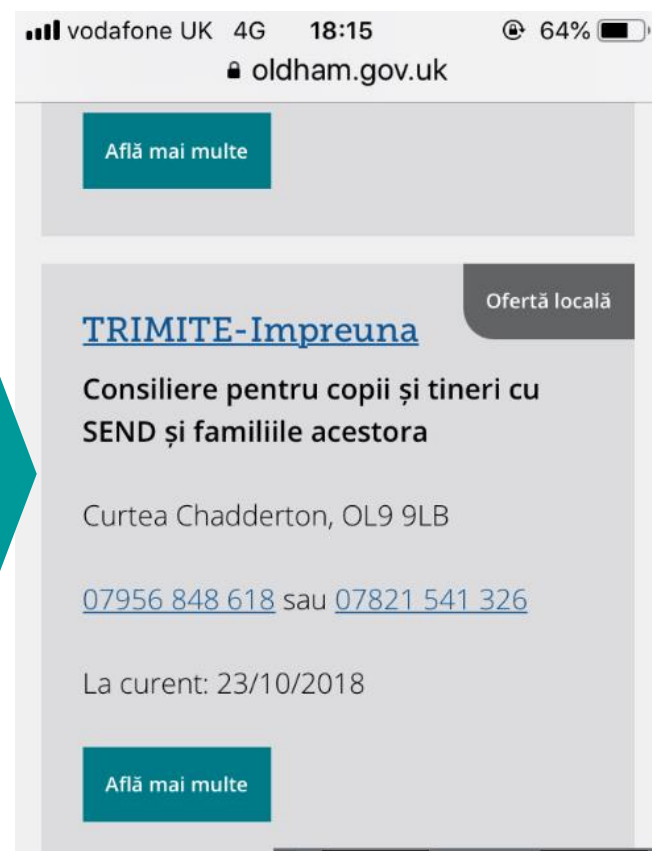 vodafone UK 4G 18:15 64%
oldham.gov.uk
Află mai multe
Ofertă locală
TRIMITE-Impreuna
Consiliere pentru copii și tineri cu
SEND și familiile acestora
Curtea Chadderton, OL9 9LB
07956 848 618 sau 07821 541 326
La curent: 23/10/2018
Află mai multe